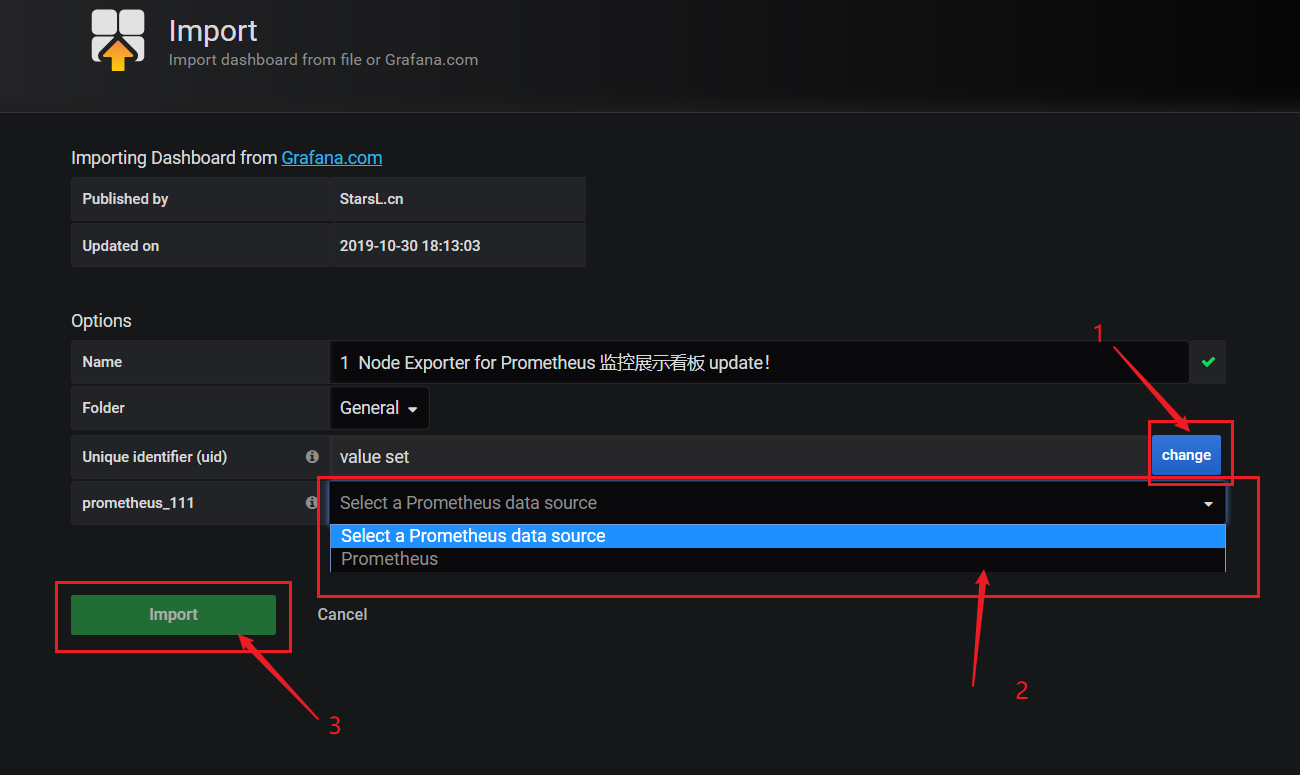 Import
Import dashboard from file or Grafana.com
Importing Dashboard from Grafana.com
Published by StarsL.cn
Updated on 2019-10-30 18:13:03
Options
1
Name 1 Node Exporter for Prometheus 监控展示看板 update!
Folder General
Unique identifier (uid) value set change
prometheus_111 Select a Prometheus data source
Select a Prometheus data source
Prometheus
Import Cancel
2
3